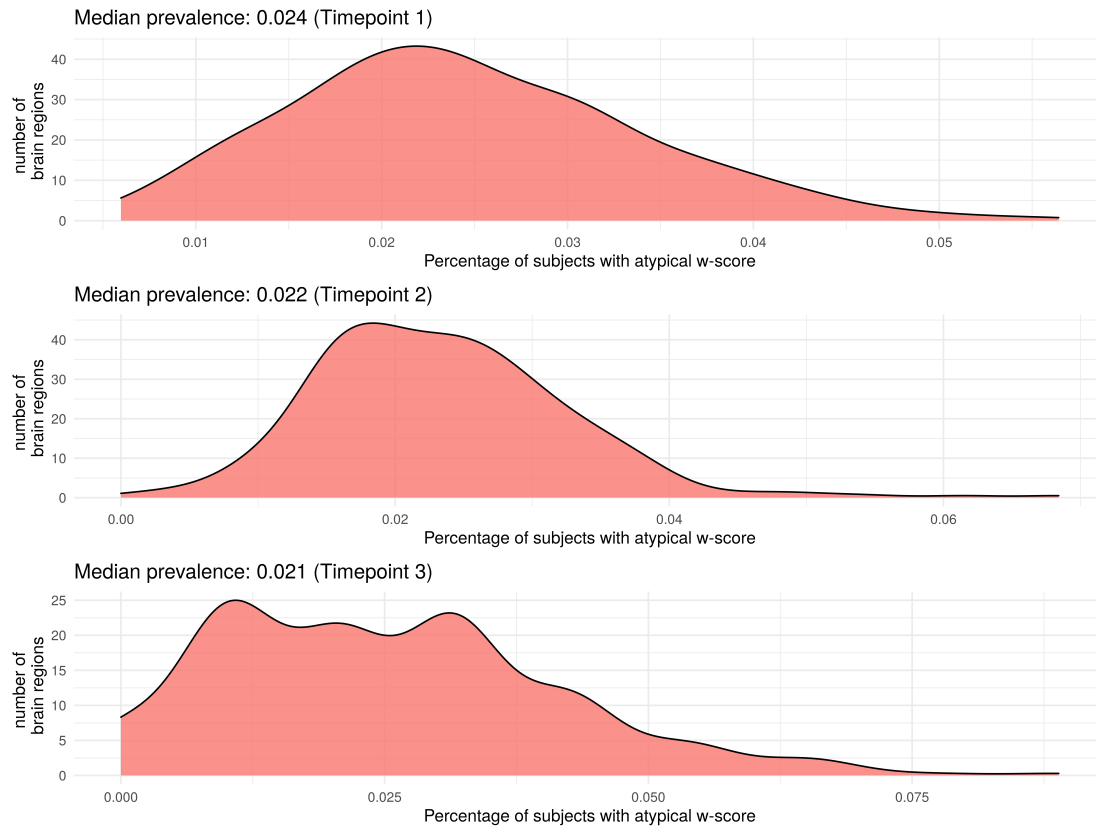 Median prevalence: 0.024 (Timepoint 1)
number of
brain regions
40
30
20
10
0
0.01 0.02 0.03 0.04 0.05
Percentage of subjects with atypical w-score
Median prevalence: 0.022 (Timepoint 2)
number of
brain regions
40
30
20
10
0
0.00 0.02 0.04 0.06
Percentage of subjects with atypical w-score
Median prevalence: 0.021 (Timepoint 3)
number of
brain regions
25
20
15
10
5
0
0.000 0.025 0.050 0.075
Percentage of subjects with atypical w-score